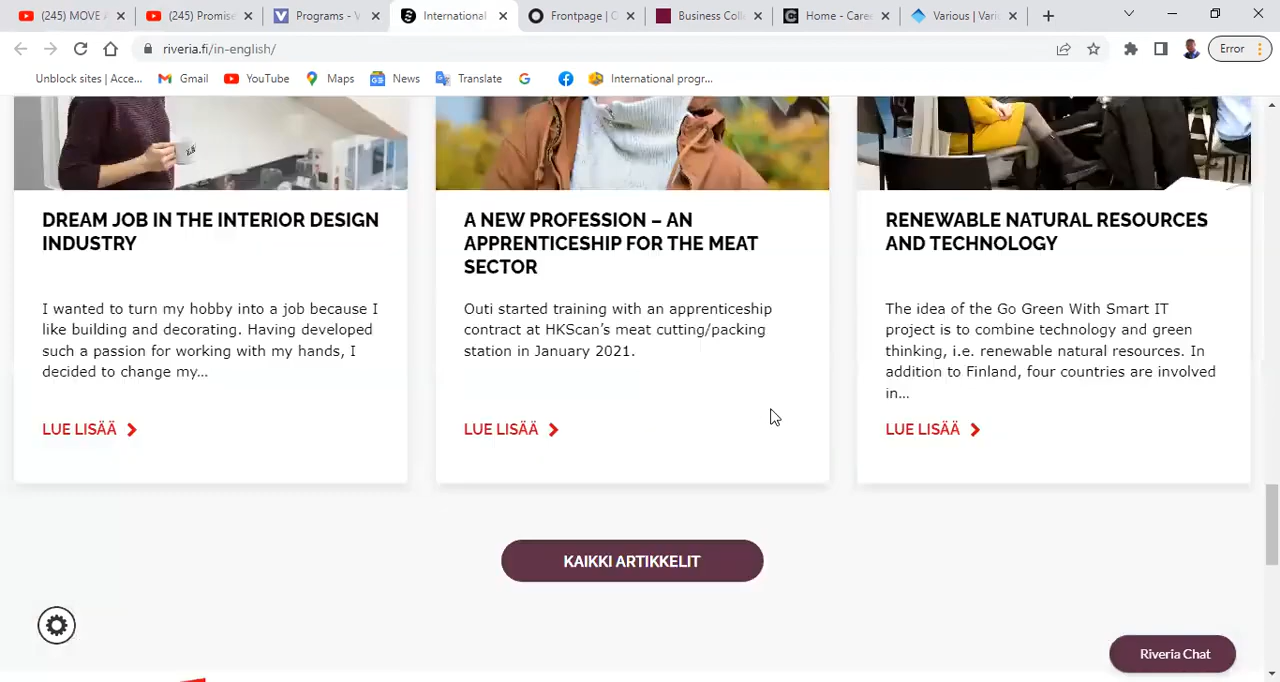 (245) MOVE
(245) Promise
Programs - V
International
Frontpage | C
Business Coll
Home - Caree
Various | Vari
riveria.fi/in-english/
Error
Unblock sites | Acce...
Gmail
YouTube
Maps
News
Translate
International progr...
DREAM JOB IN THE INTERIOR DESIGN
INDUSTRY
I wanted to turn my hobby into a job because I
like building and decorating. Having developed
such a passion for working with my hands, I
decided to change my...
LUE LISÄÄ
A NEW PROFESSION – AN
APPRENTICESHIP FOR THE MEAT
SECTOR
Outi started training with an apprenticeship
contract at HKScan's meat cutting/packing
station in January 2021.
LUE LISÄÄ
RENEWABLE NATURAL RESOURCES
AND TECHNOLOGY
The idea of the Go Green With Smart IT
project is to combine technology and green
thinking, i.e. renewable natural resources. In
addition to Finland, four countries are involved
in...
LUE LISÄÄ
KAIKKI ARTIKKELIT
Riveria Chat